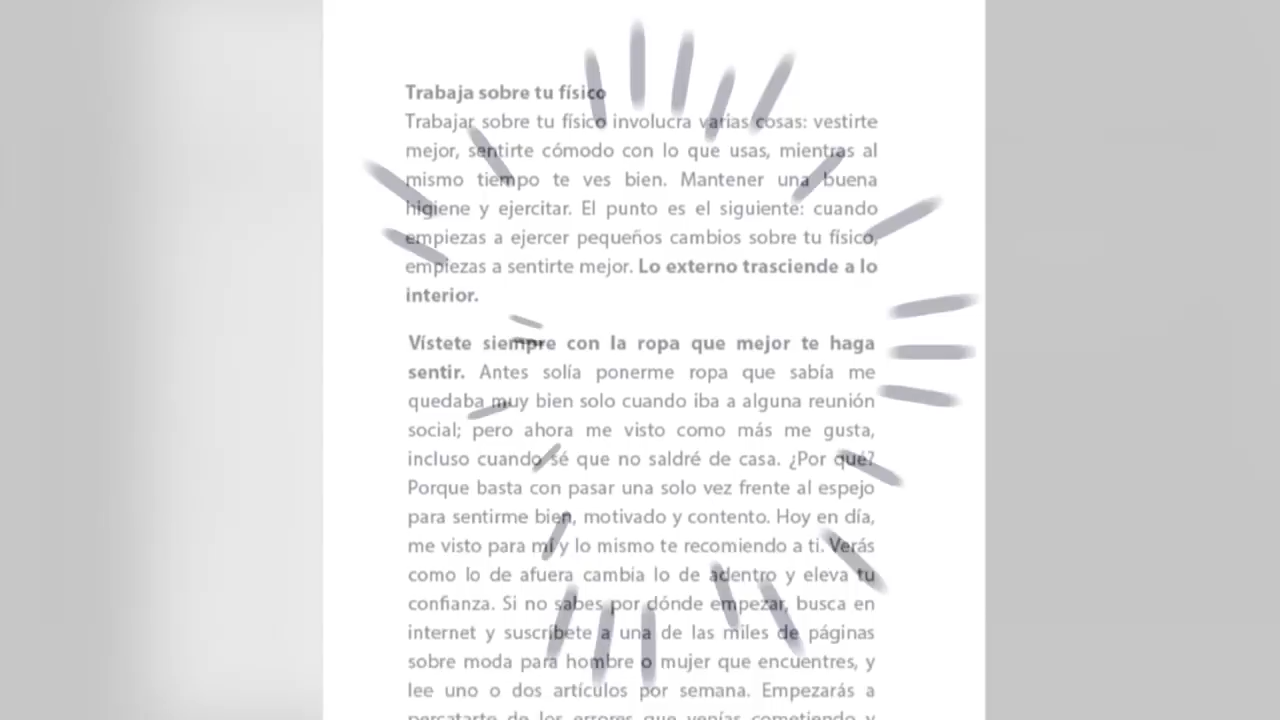 Trabaja sobre tu físico
Trabajar sobre tu físico involucra varias cosas: vestirte
mejor, sentirte cómodo con lo que usas, mientras al
mismo tiempo te ves bien. Mantener una buena
higiene y ejercitar. El punto es el siguiente: cuando
empiezas a ejercer pequeños cambios sobre tu físico,
empiezas a sentirte mejor. Lo externo trasciende a lo
interior.
Vístete siempre con la ropa que mejor te haga
sentir. Antes solía ponerme ropa que sabía me
quedaba muy bien solo cuando iba a alguna reunión
social; pero ahora me visto como más me gusta,
incluso cuando sé que no saldré de casa. ¿Por qué?
Porque basta con pasar una solo vez frente al espejo
para sentirme bien, motivado y contento. Hoy en día,
me visto para mí y lo mismo te recomiendo a ti. Verás
como lo de afuera cambia lo de adentro y eleva tu
confianza. Si no sabes por dónde empezar, busca en
internet y suscríbete a una de las miles de páginas
sobre moda para hombre o mujer que encuentres, y
lee uno o dos artículos por semana. Empezarás a
percatarte de los errores que venías cometiendo y